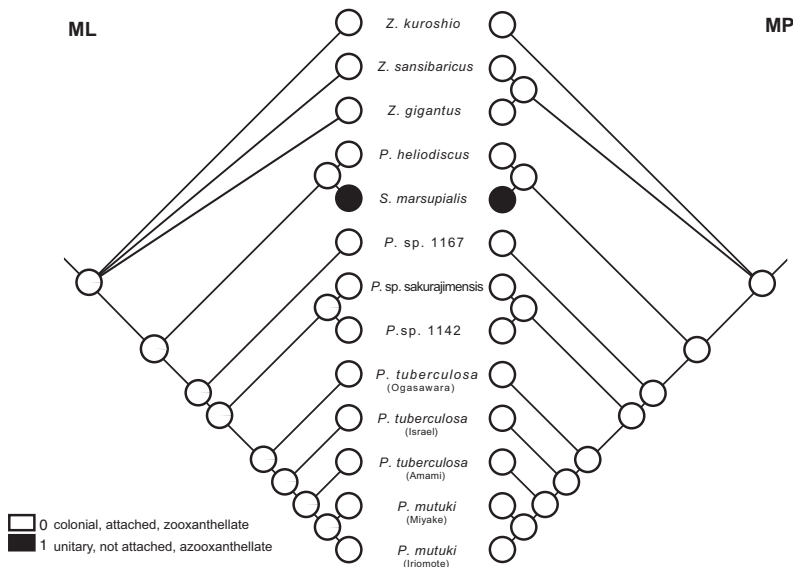 ML
MP
Z. kuroshio
Z. sansibaricus
Z. gigantus
P. heliodiscus
S. marsupialis
P. sp. 1167
P. sp. sakurajimensis
P.sp. 1142
P. tuberculosa
(Ogasawara)
P. tuberculosa
(Israel)
P. tuberculosa
(Amami)
P. mutuki
(Miyake)
P. mutuki
(Iriomote)
0 colonial, attached, zooxanthellate
1 unitary, not attached, azooxanthellate